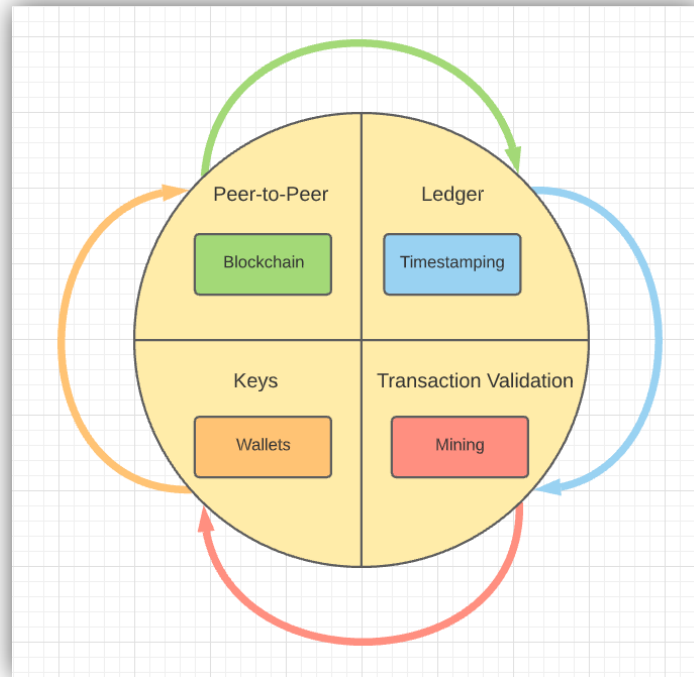 Peer-to-Peer
Ledger
Blockchain
Timestamping
Keys
Transaction Validation
Wallets
Mining